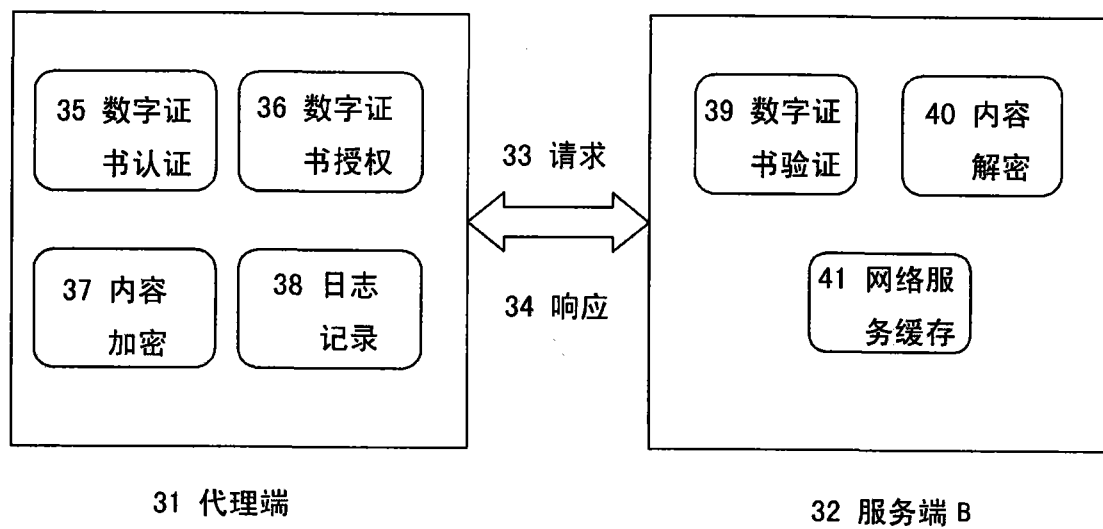 35 数字证
书认证
36 数字证
书授权
37 内容
加密
38 日志
记录
33 请求
34 响应
39 数字证
书验证
40 内容
解密
41 网络服
务缓存
31 代理端
32 服务端 B